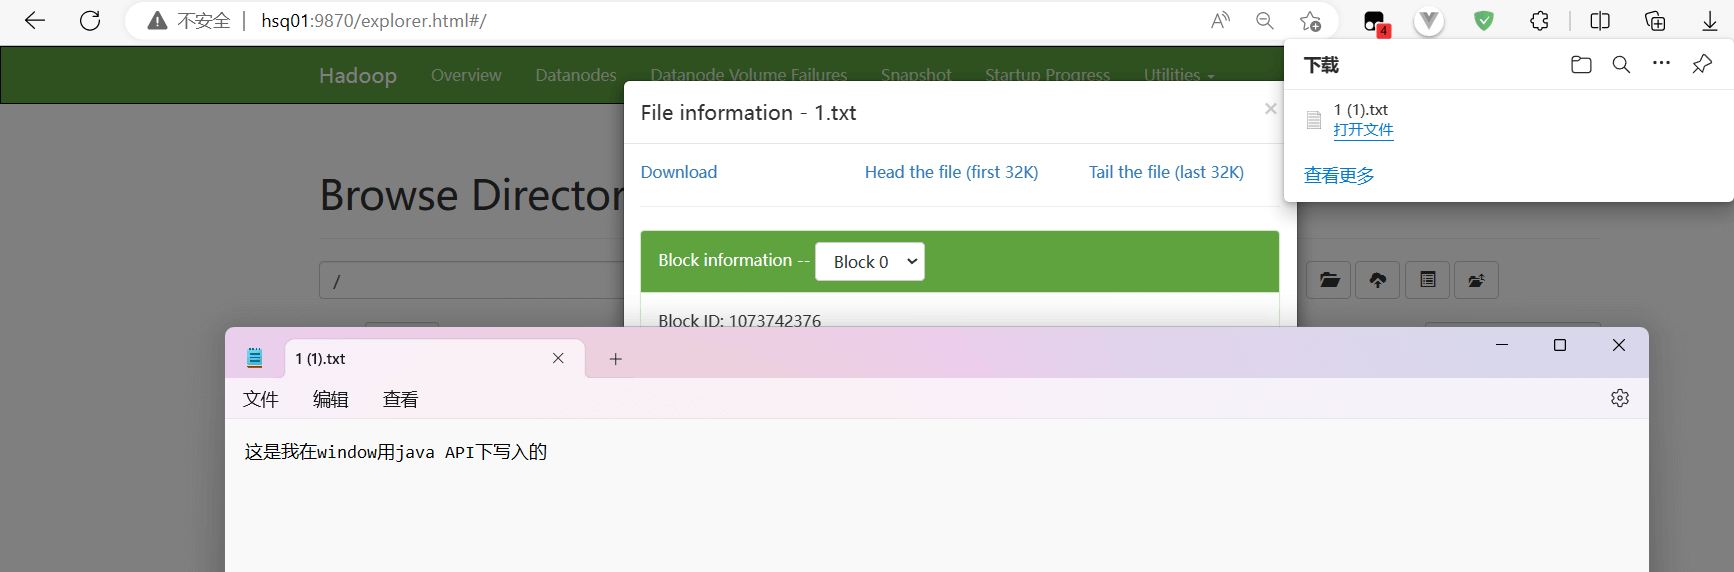 不安全 | hsq01:9870/explorer.html#/
4
下载
1 (1).txt
打开文件
查看更多
Hadoop Overview Datanodes Datanode Volume Failures Snapshot Startup Progress Utilities
File information - 1.txt
×
Download Head the file (first 32K) Tail the file (last 32K)
Browse Director
Block information -- Block 0
/
Block ID: 1073742376
1 (1).txt
文件 编辑 查看
这是我在window用java API下写入的